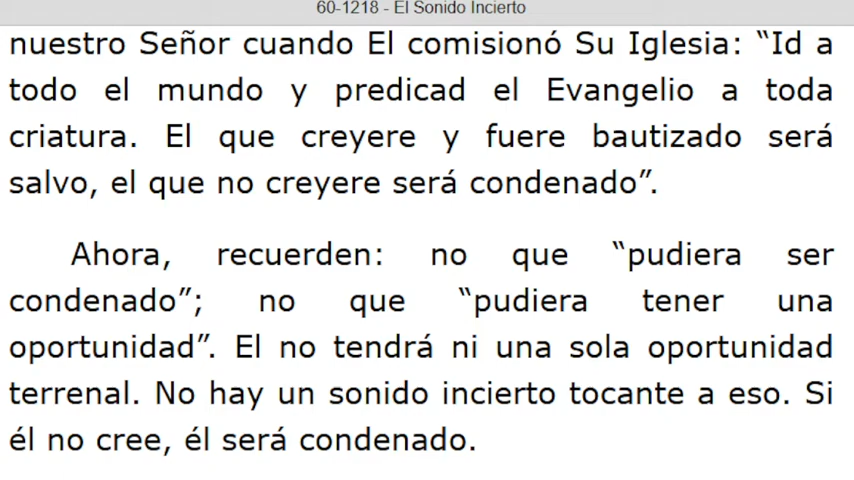 60-1218 - El Sonido Incierto
nuestro Señor cuando El comisionó Su Iglesia: “Id a
todo el mundo y predicad el Evangelio a toda
criatura. El que creyere y fuere bautizado será
salvo, el que no creyere será condenado”.
Ahora, recuerden: no que “pudiera ser
condenado”; no que “pudiera tener una
oportunidad”. El no tendrá ni una sola oportunidad
terrenal. No hay un sonido incierto tocante a eso. Si
él no cree, él será condenado.